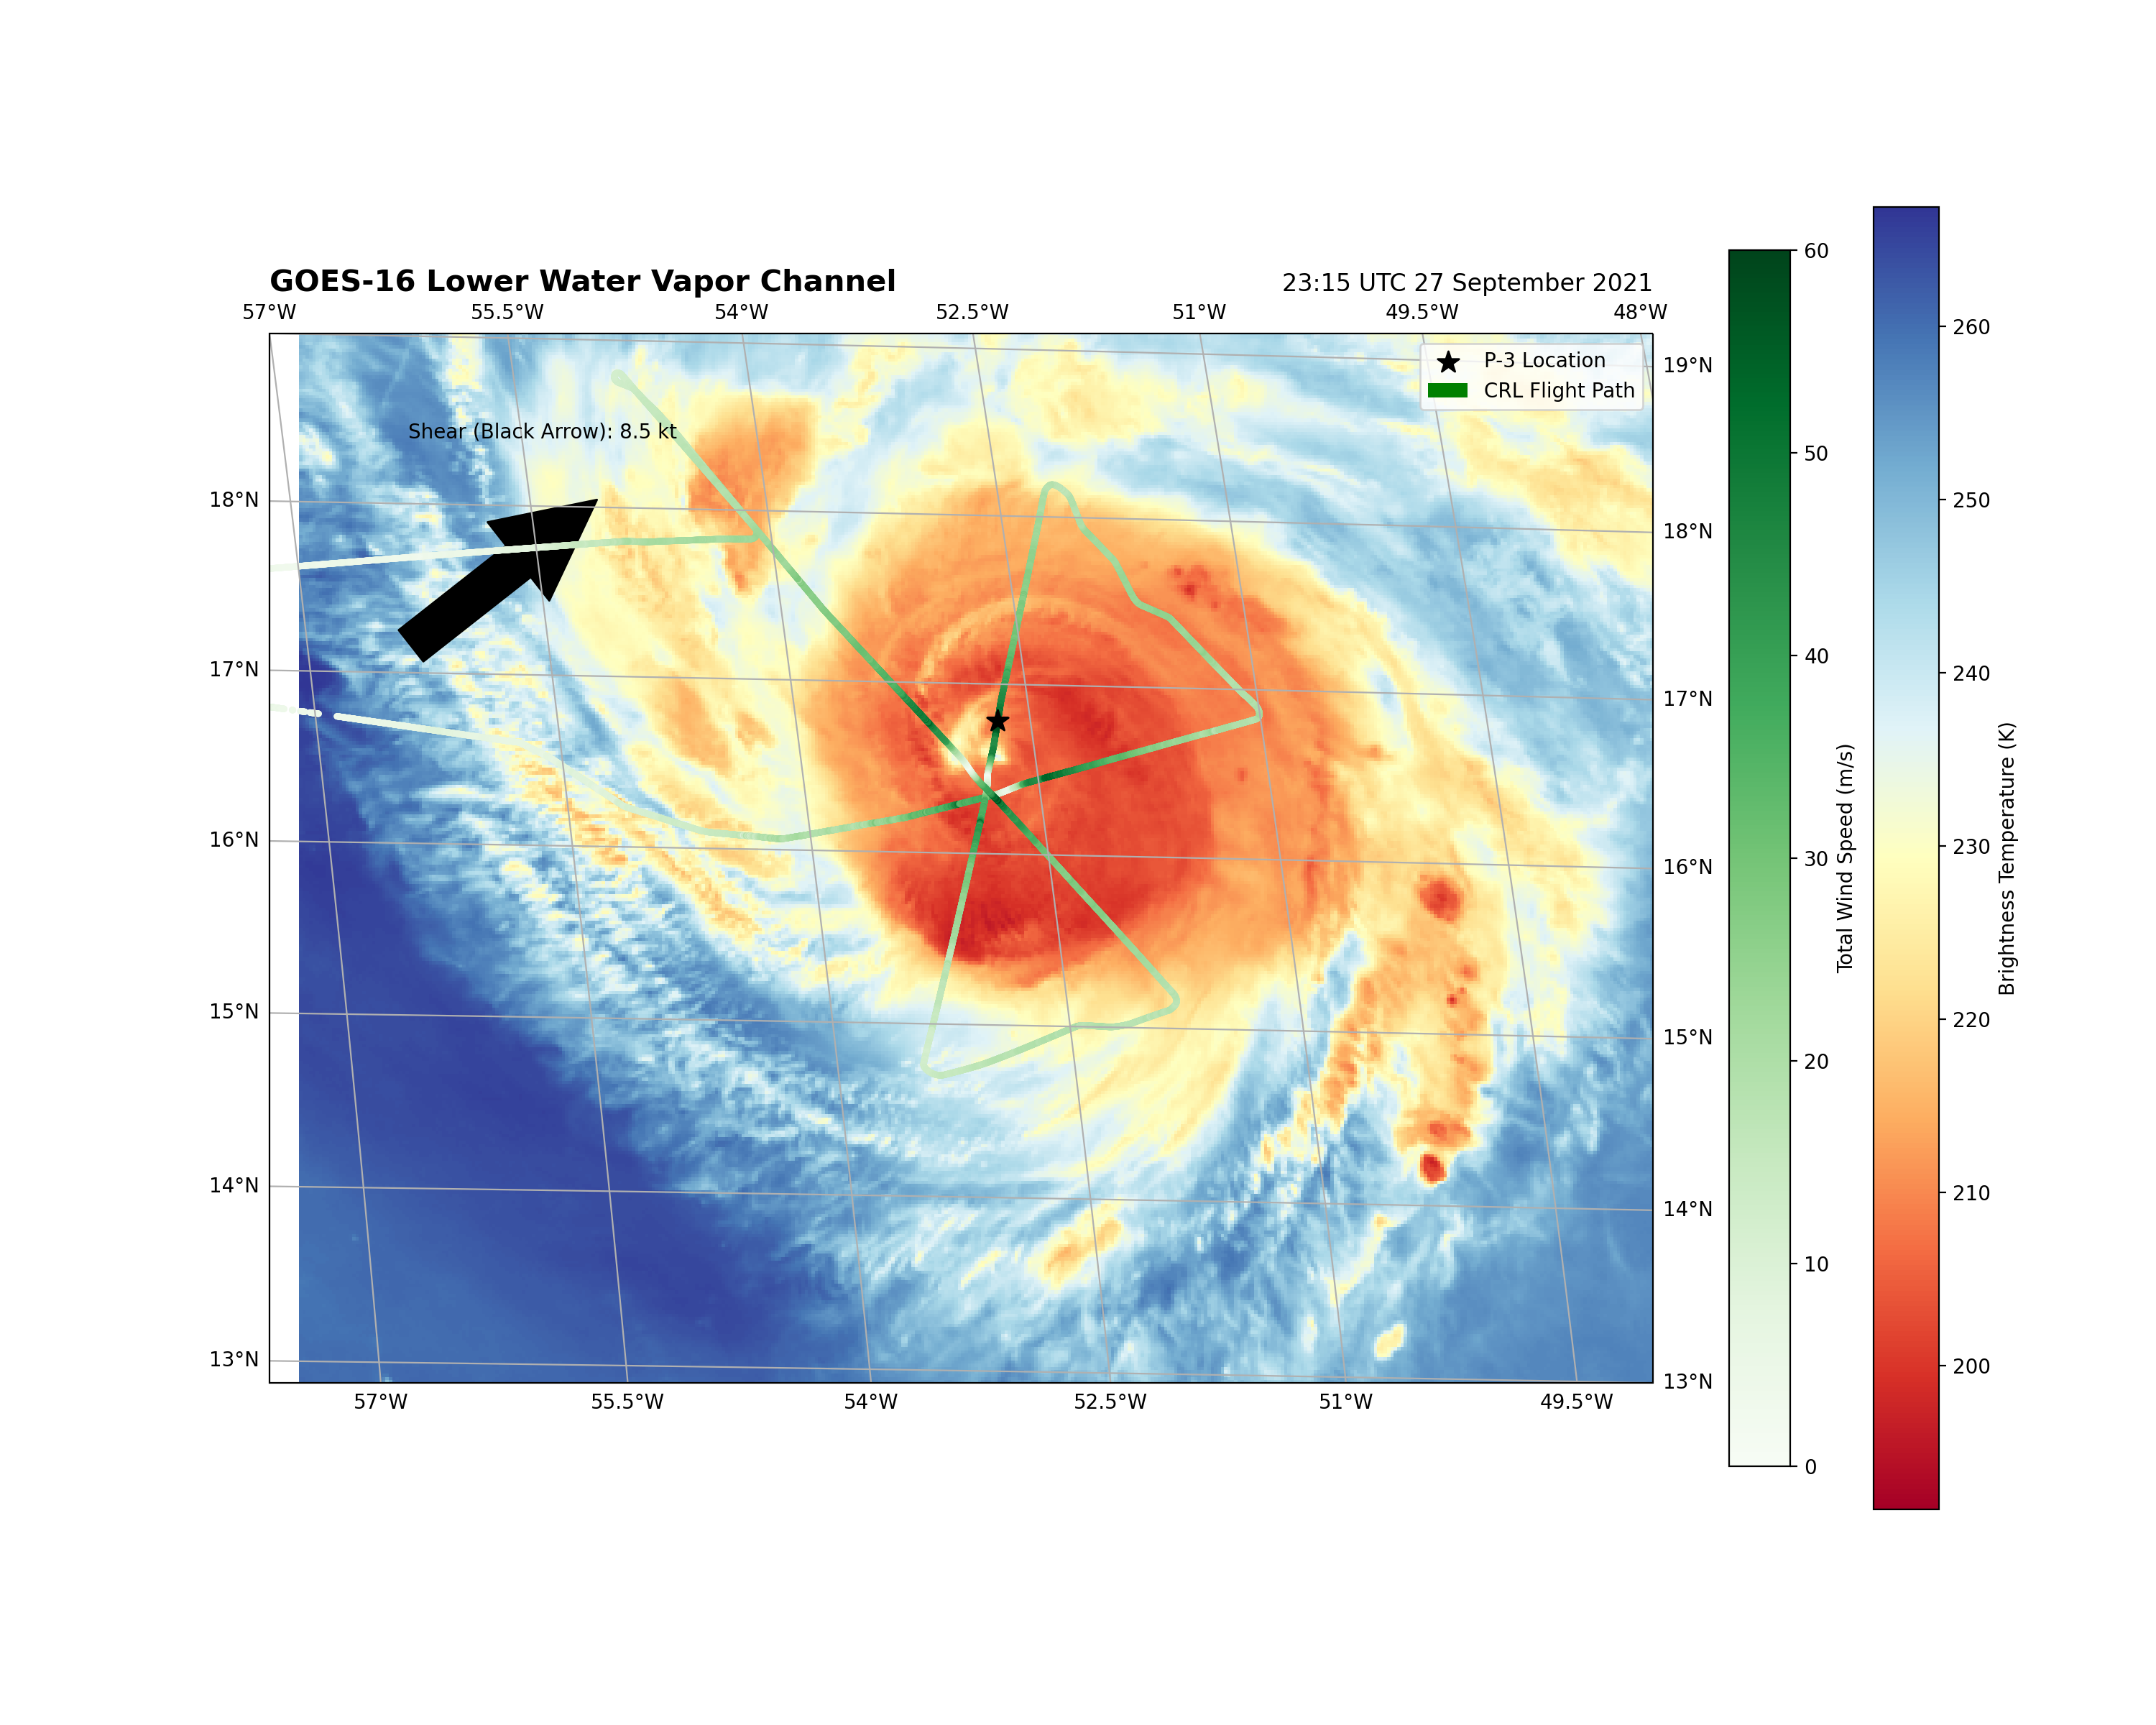 GOES-16 Lower Water Vapor Channel
23:15 UTC 27 September 2021
57°W 55.5°W 54°W 52.5°W 51°W 49.5°W 48°W
P-3 Location
CRL Flight Path
Shear (Black Arrow): 8.5 kt
18°N
17°N
16°N
15°N
14°N
13°N
19°N
18°N
17°N
16°N
15°N
14°N
13°N
57°W 55.5°W 54°W 52.5°W 51°W 49.5°W
60
50
40
30
20
10
0
Total Wind Speed (m/s)
260
250
240
230
220
210
200
Brightness Temperature (K)